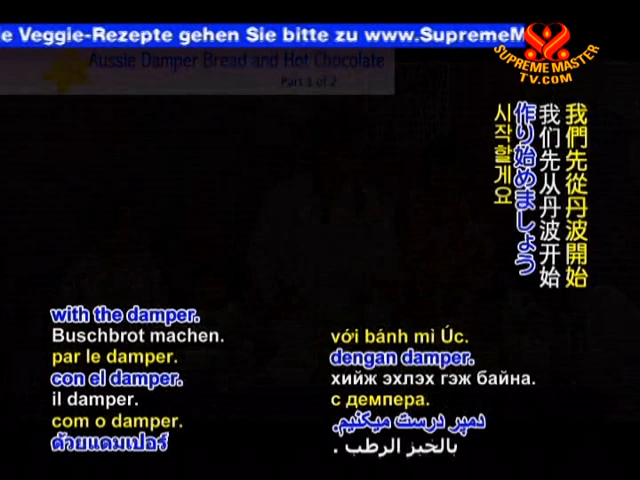 e Veggie-Rezepte gehen Sie bitte zu www.SupremeM
SUPREME MASTER
TV.COM
Aussie Damper Bread and Hot Chocolate
Part 1 of 2
我們先從丹波開始
我们先从丹波开始
作り始めましょう
시작할게요
with the damper.
Buschbrot machen.
par le damper.
con el damper.
il damper.
com o damper.
ด้วยแดมเปอร์
với bánh mì Úc.
dengan damper.
хийж эхлэх гэж байна.
с демпера.
دمپر درست میکنیم.
بالخبز الرطب .